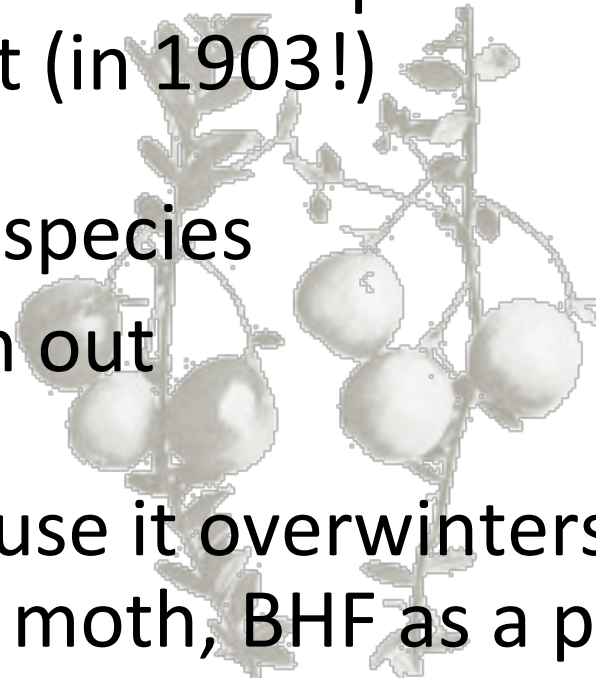 t (in 1903!)
species
n out
use it overwinters
moth, BHF as a p